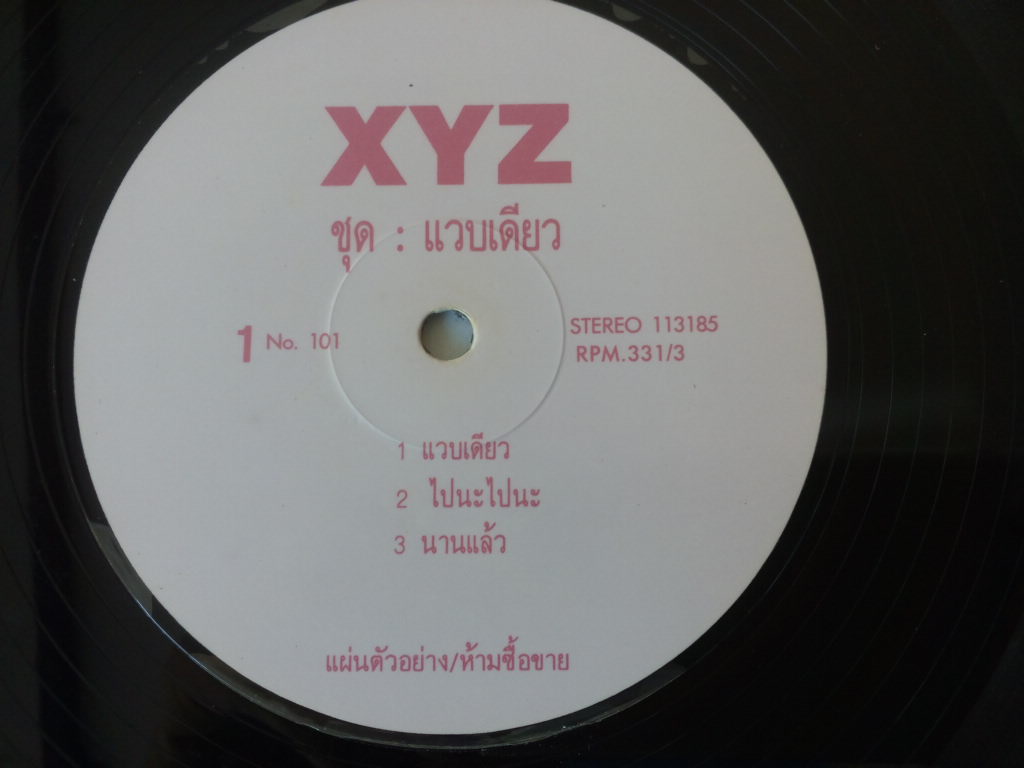 XYZ
ชุด : แวบเดียว
1 No. 101
STEREO 113185
RPM.331/3
1 แวบเดียว
2 ไปนะไปนะ
3 นานแล้ว
แผ่นตัวอย่าง/ห้ามซื้อขาย